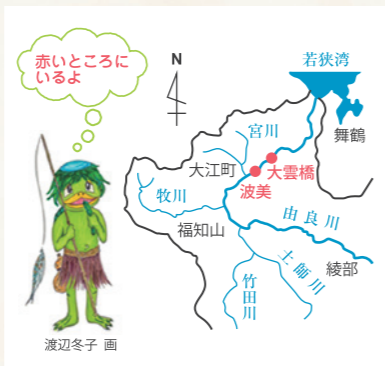 赤いところに
いるよ
N
若狭湾
舞鶴
宮川
大江町
大雲橋
波美
牧川
福知山
由良川
土師川
綾部
竹田川
渡辺冬子 画